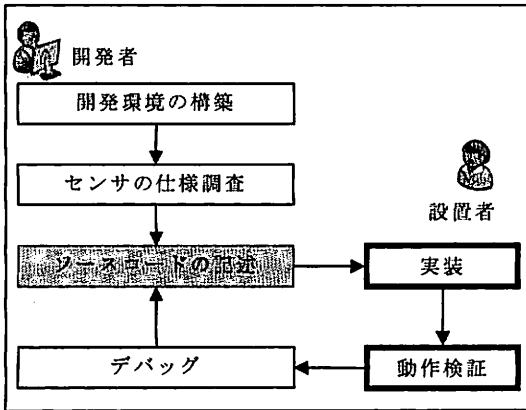 開発者
開発環境の構築
センサの仕様調査
設置者
ソースコードの記述
実装
デバッグ
動作検証